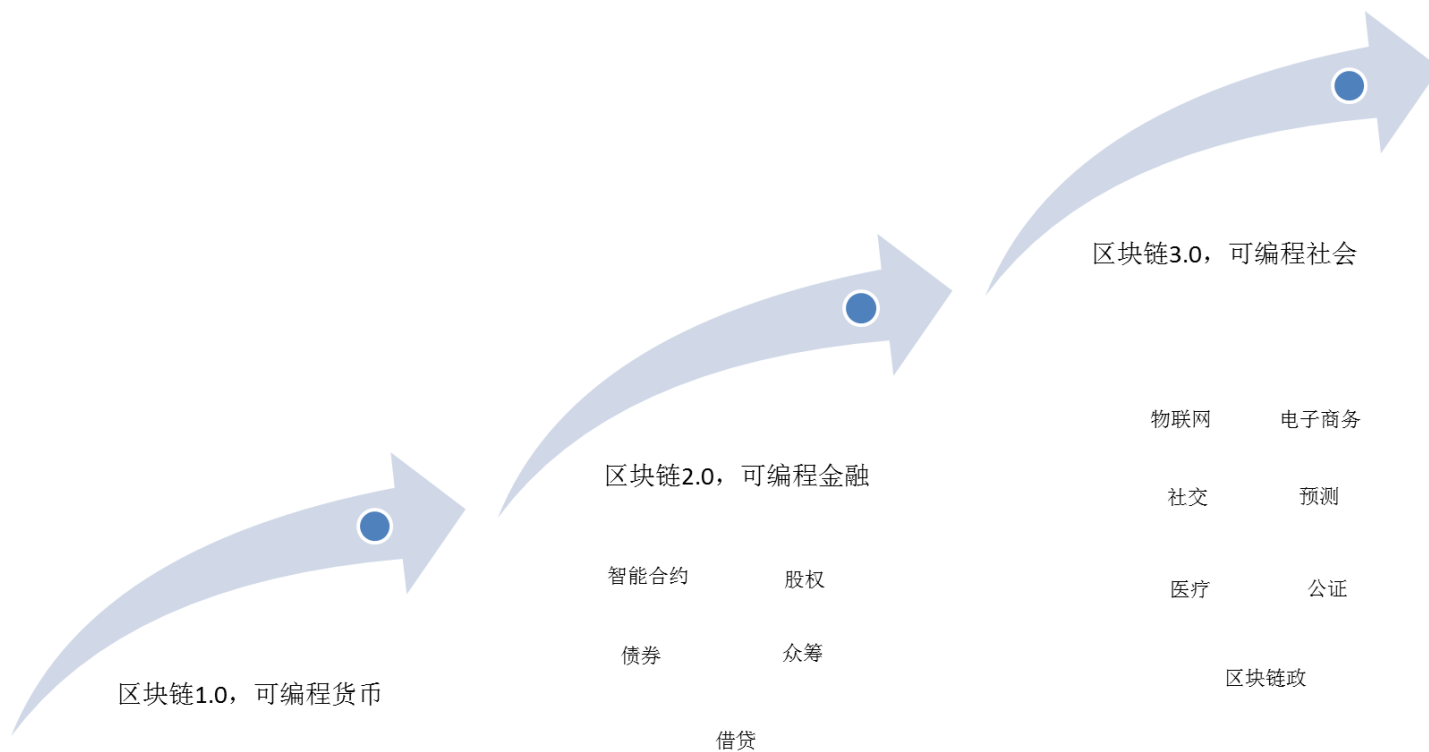 区块链1.0，可编程货币
区块链2.0，可编程金融
智能合约 股权
债券 众筹
借贷
区块链3.0，可编程社会
物联网 电子商务
社交 预测
医疗 公证
区块链政